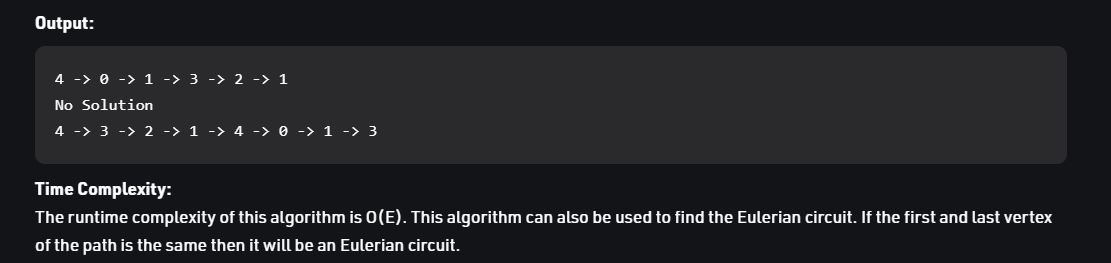 Output:
4 -> 0 -> 1 -> 3 -> 2 -> 1
No Solution
4 -> 3 -> 2 -> 1 -> 4 -> 0 -> 1 -> 3
Time Complexity:
The runtime complexity of this algorithm is O(E). This algorithm can also be used to find the Eulerian circuit. If the first and last vertex
of the path is the same then it will be an Eulerian circuit.